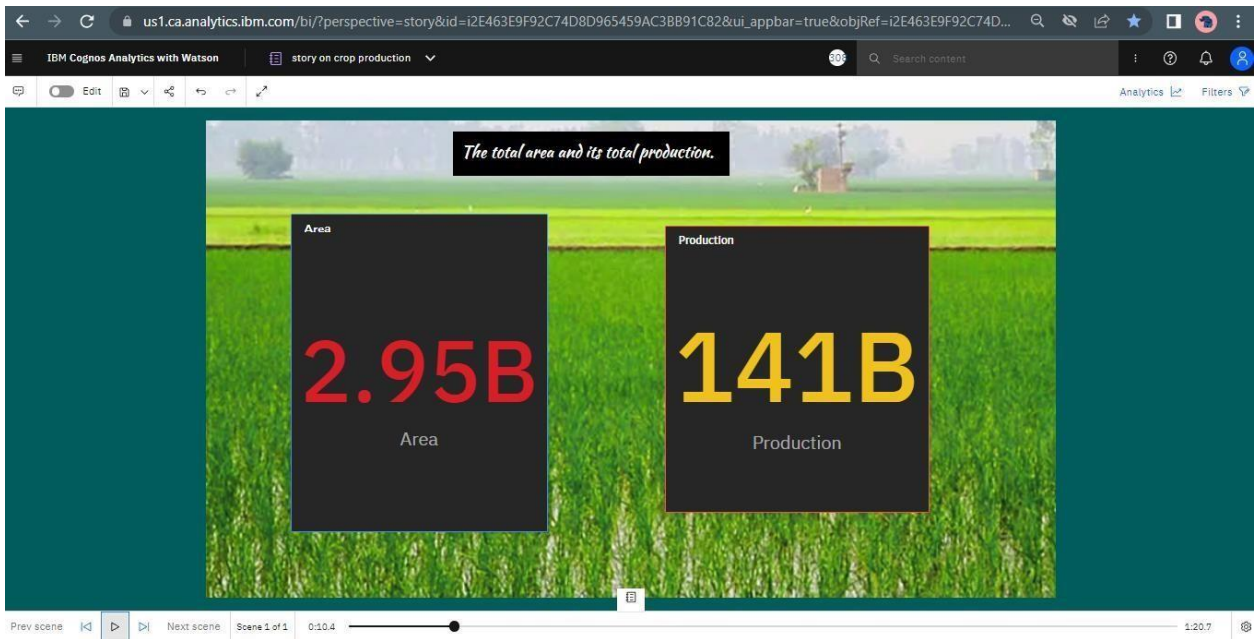 us1.ca.analytics.ibm.com/bi/?perspective=story&id=i2E463E9F92C74D8D965459AC3BB91C82&ui_appbar=true&objRef=i2E463E9F92C74D...
IBM Cognos Analytics with Watson story on crop production Search content
Edit Analytics Filters
The total area and its total production.
Area
Production
2.95B
141B
Area
Production
Prev scene Next scene Scene 1 of 1 0:10.4 1:20.7